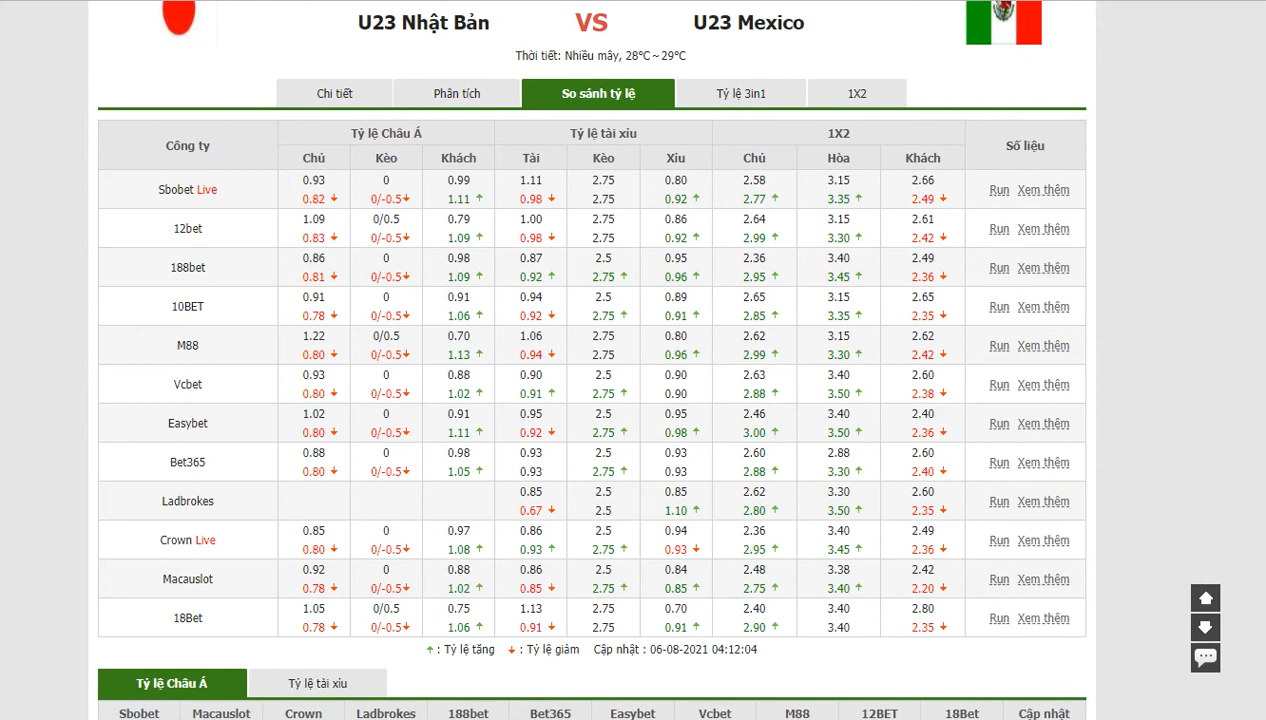 U23 Nhật Bản VS U23 Mexico
Thời tiết: Nhiều mây, 28℃～29℃
Chi tiết Phân tích So sánh tỷ lệ Tỷ lệ 3in1 1X2
Công ty Tỷ lệ Châu Á Tỷ lệ tài xỉu 1X2 Số liệu
Chủ Kèo Khách Tài Kèo Xỉu Chủ Hòa Khách
Sbobet Live Run Xem thêm
0.93 0 0.99 1.11 2.75 0.80 2.58 3.15 2.66
0.82 0/-0.5 1.11 0.98 2.75 0.92 2.77 3.35 2.49
12bet Run Xem thêm
1.09 0/0.5 0.79 1.00 2.75 0.86 2.64 3.15 2.61
0.83 0/-0.5 1.09 0.98 2.75 0.92 2.99 3.30 2.42
188bet Run Xem thêm
0.86 0 0.98 0.87 2.5 0.95 2.36 3.40 2.49
0.81 0/-0.5 1.09 0.92 2.75 0.96 2.95 3.45 2.36
10BET Run Xem thêm
0.91 0 0.91 0.94 2.5 0.89 2.65 3.15 2.65
0.78 0/-0.5 1.06 0.92 2.75 0.91 2.85 3.35 2.35
M88 Run Xem thêm
1.22 0/0.5 0.70 1.06 2.75 0.80 2.62 3.15 2.62
0.80 0/-0.5 1.13 0.94 2.75 0.96 2.99 3.30 2.42
Vcbet Run Xem thêm
0.93 0 0.88 0.90 2.5 0.90 2.63 3.40 2.60
0.80 0/-0.5 1.02 0.91 2.75 0.90 2.88 3.50 2.38
Easybet Run Xem thêm
1.02 0 0.91 0.95 2.5 0.95 2.46 3.40 2.40
0.80 0/-0.5 1.11 0.92 2.75 0.98 3.00 3.50 2.36
Bet365 Run Xem thêm
0.88 0 0.98 0.93 2.5 0.93 2.60 2.88 2.60
0.80 0/-0.5 1.05 0.93 2.75 0.93 2.88 3.30 2.40
Ladbrokes Run Xem thêm
0.85 2.5 0.85 2.62 3.30 2.60
0.67 2.5 1.10 2.80 3.50 2.35
Crown Live Run Xem thêm
0.85 0 0.97 0.86 2.5 0.94 2.36 3.40 2.49
0.80 0/-0.5 1.08 0.93 2.75 0.93 2.95 3.45 2.36
Macauslot Run Xem thêm
0.92 0 0.88 0.86 2.5 0.84 2.48 3.38 2.42
0.78 0/-0.5 1.02 0.85 2.75 0.85 2.75 3.40 2.20
18Bet Run Xem thêm
1.05 0/0.5 0.75 1.13 2.75 0.70 2.40 3.40 2.80
0.78 0/-0.5 1.06 0.91 2.75 0.91 2.90 3.40 2.35
: Tỷ lệ tăng : Tỷ lệ giảm Cập nhật : 06-08-2021 04:12:04
Tỷ lệ Châu Á Tỷ lệ tài xỉu
Sbobet Macauslot Crown Ladbrokes 188bet Bet365 Easybet Vcbet M88 12BET 18Bet Cập nhật